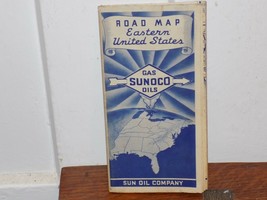 ROAD MAP
Eastern
United States
GAS
SUNOCO
OILS
SUN OIL COMPANY